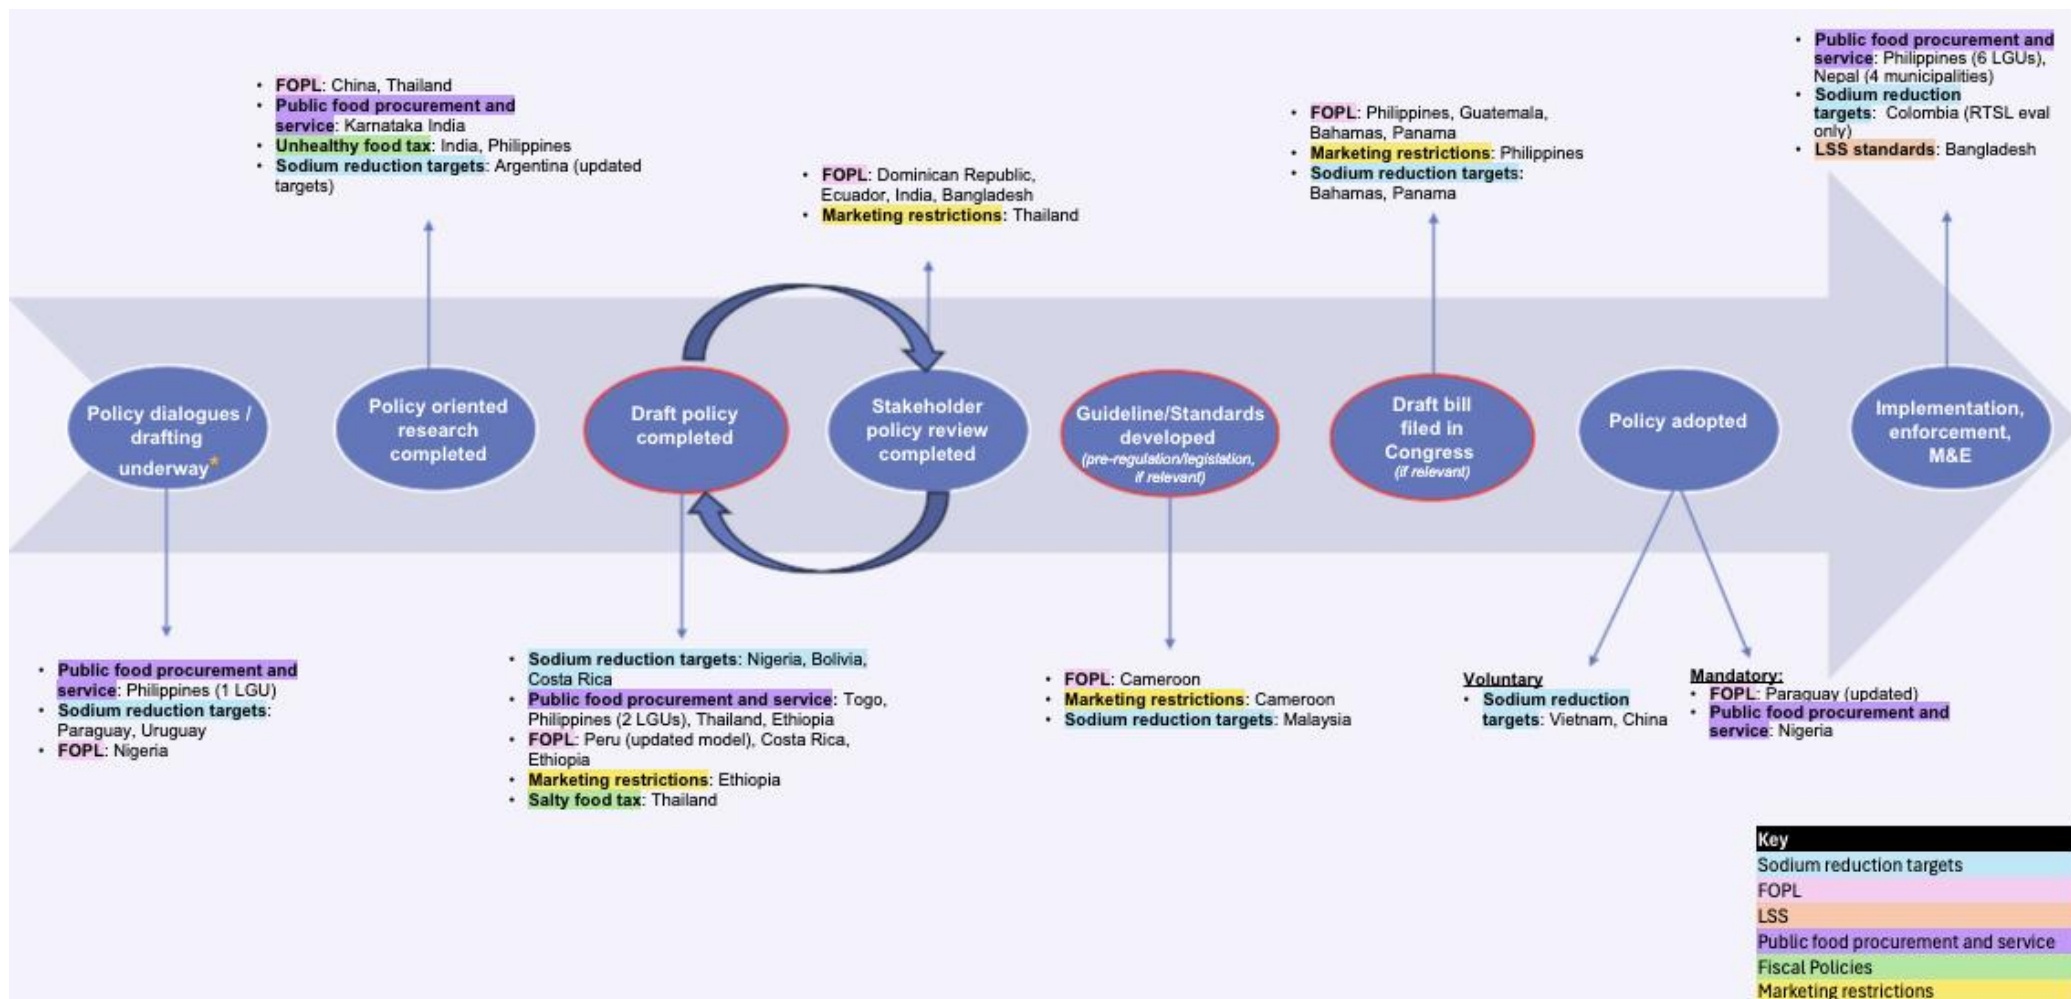 • FOPL: China, Thailand
• Public food procurement and
service: Karnataka India
• Unhealthy food tax: India, Philippines
• Sodium reduction targets: Argentina (updated
targets)
• FOPL: Dominican Republic,
Ecuador, India, Bangladesh
• Marketing restrictions: Thailand
• FOPL: Philippines, Guatemala,
Bahamas, Panama
• Marketing restrictions: Philippines
• Sodium reduction targets:
Bahamas, Panama
• Public food procurement and
service: Philippines (6 LGUs),
Nepal (4 municipalities)
• Sodium reduction
targets: Colombia (RTSL eval
only)
• LSS standards: Bangladesh
Policy dialogues /
drafting
underway*
Policy oriented
research
completed
Draft policy
completed
Stakeholder
policy review
completed
Guideline/Standards
developed
(pre-regulation/legislation,
if relevant)
Draft bill
filed in
Congress
(if relevant)
Policy adopted
Implementation,
enforcement,
M&E
• Public food procurement and
service: Philippines (1 LGU)
• Sodium reduction targets:
Paraguay, Uruguay
• FOPL: Nigeria
• Sodium reduction targets: Nigeria, Bolivia,
Costa Rica
• Public food procurement and service: Togo,
Philippines (2 LGUs), Thailand, Ethiopia
• FOPL: Peru (updated model), Costa Rica,
Ethiopia
• Marketing restrictions: Ethiopia
• Salty food tax: Thailand
• FOPL: Cameroon
• Marketing restrictions: Cameroon
• Sodium reduction targets: Malaysia
Voluntary
• Sodium reduction
targets: Vietnam, China
Mandatory:
• FOPL: Paraguay (updated)
• Public food procurement and
service: Nigeria
Key
Sodium reduction targets
FOPL
LSS
Public food procurement and service
Fiscal Policies
Marketing restrictions